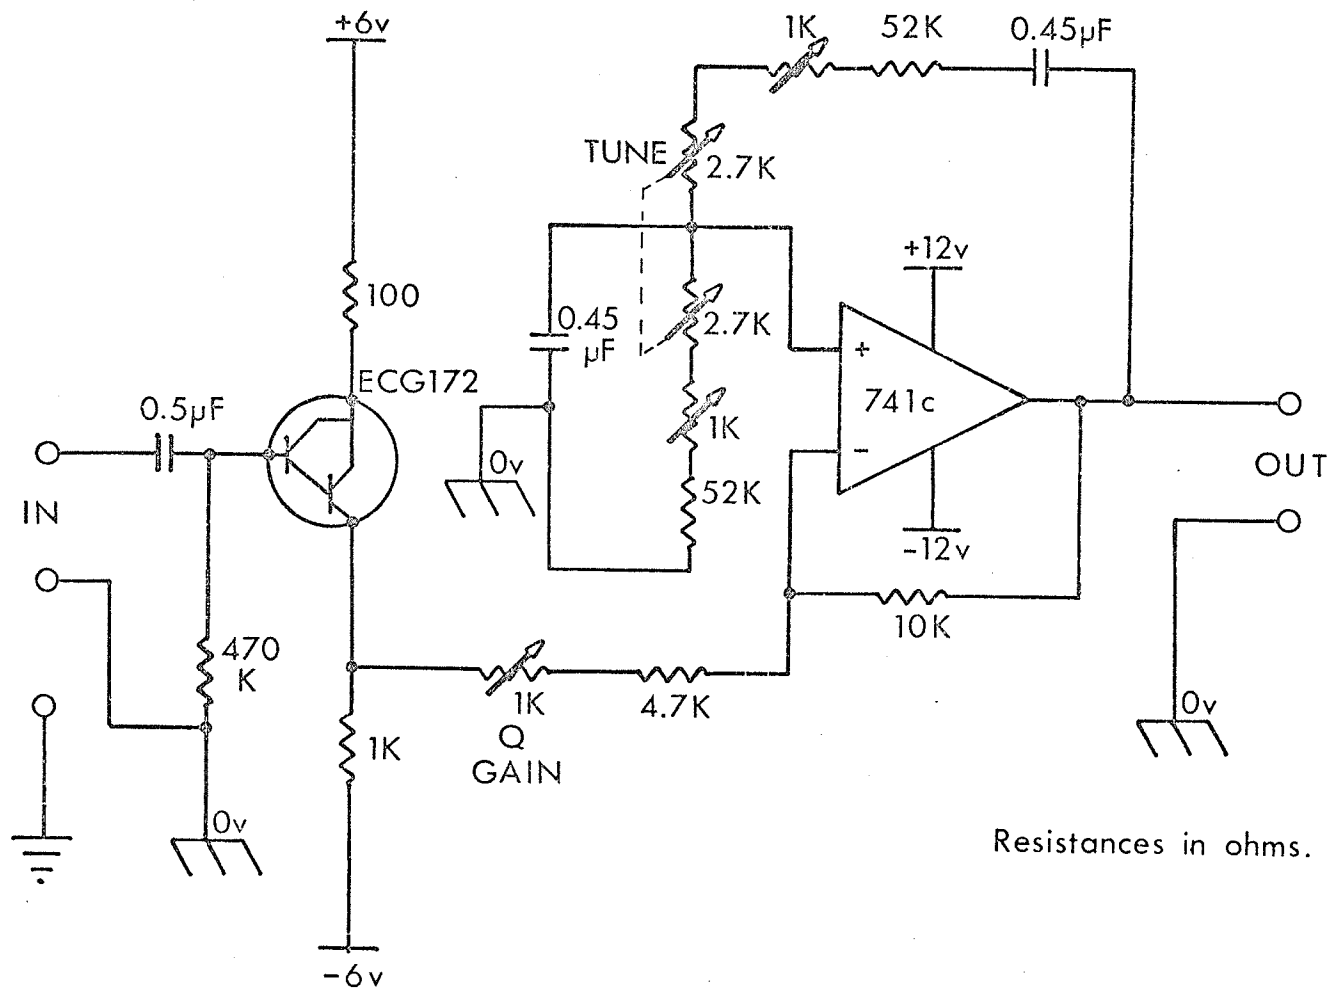 +6v
1K
52K
0.45µF
TUNE
2.7K
+12v
100
0.45
µF
2.7K
+
ECG172
741c
0.5µF
1K
-
0v
OUT
52K
IN
-12v
10K
470
K
1K
4.7K
0v
Q
1K
GAIN
0v
Resistances in ohms.
-6v